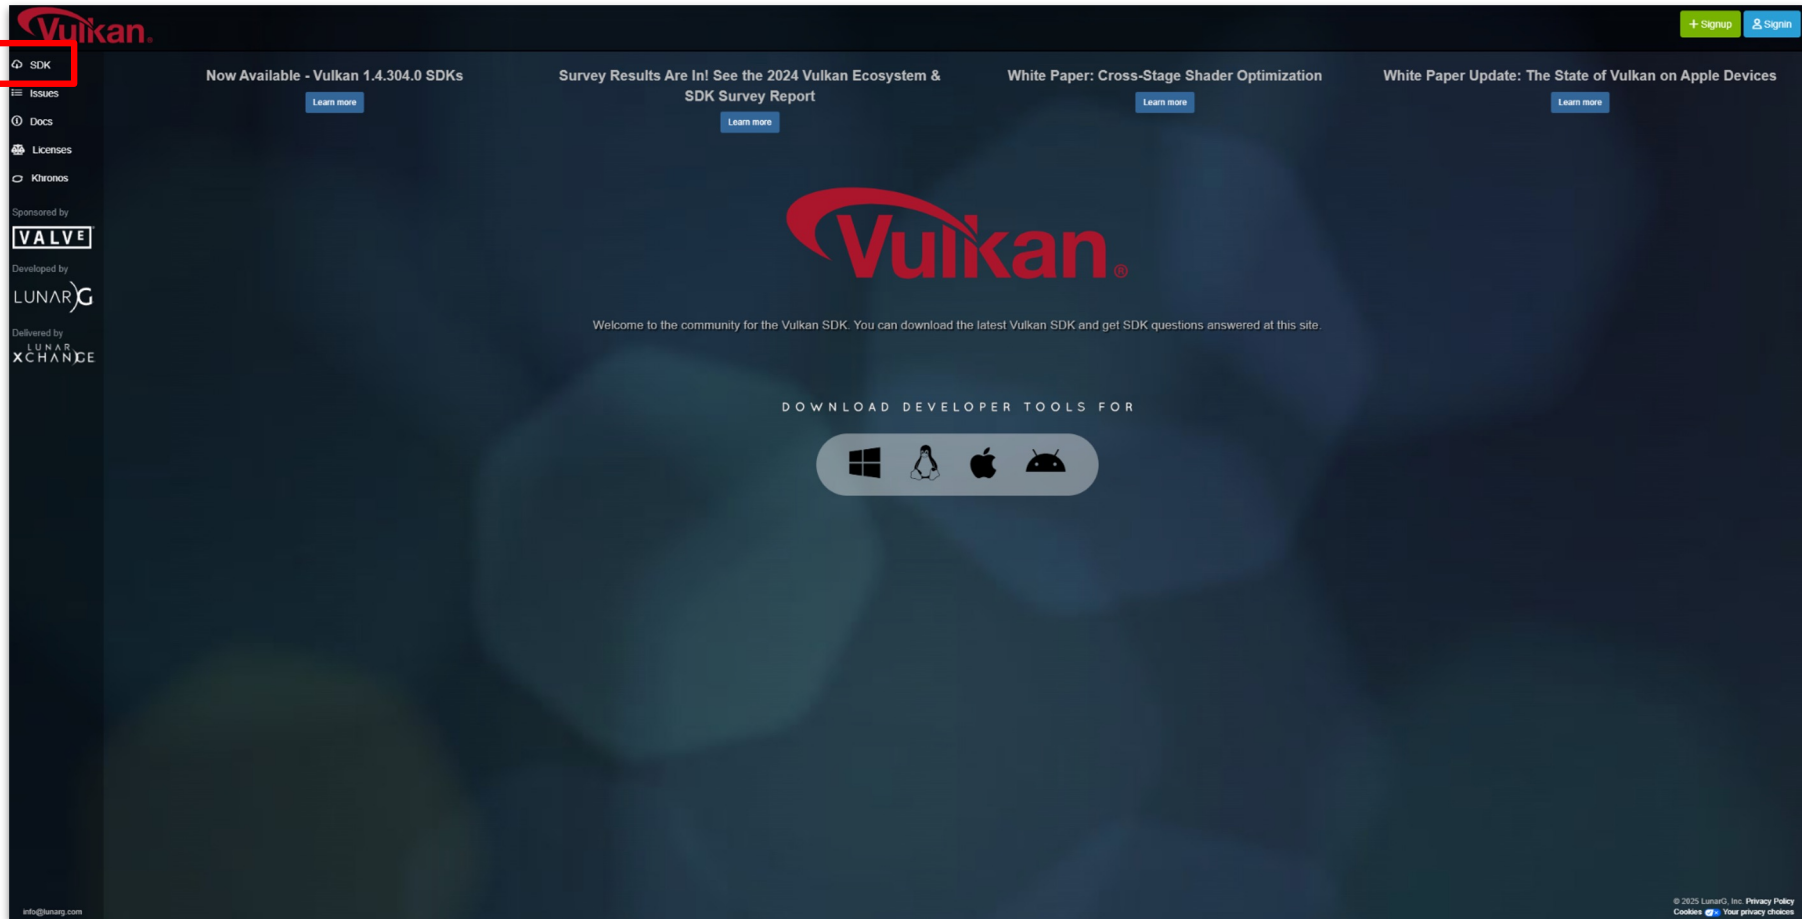 Vulkan.
+ Signup
Signin
SDK
Issues
Docs
Licenses
Khronos
Sponsored by
VALVE
Developed by
LUNARG
Delivered by
LUNAR
XCHANGE
Now Available - Vulkan 1.4.304.0 SDKs
Learn more
Survey Results Are In! See the 2024 Vulkan Ecosystem &
SDK Survey Report
Learn more
White Paper: Cross-Stage Shader Optimization
Learn more
White Paper Update: The State of Vulkan on Apple Devices
Learn more
Vulkan.®
Welcome to the community for the Vulkan SDK. You can download the latest Vulkan SDK and get SDK questions answered at this site.
DOWNLOAD DEVELOPER TOOLS FOR
info@lunarg.com
© 2025 LunarG, Inc. Privacy Policy
Cookies Your privacy choices